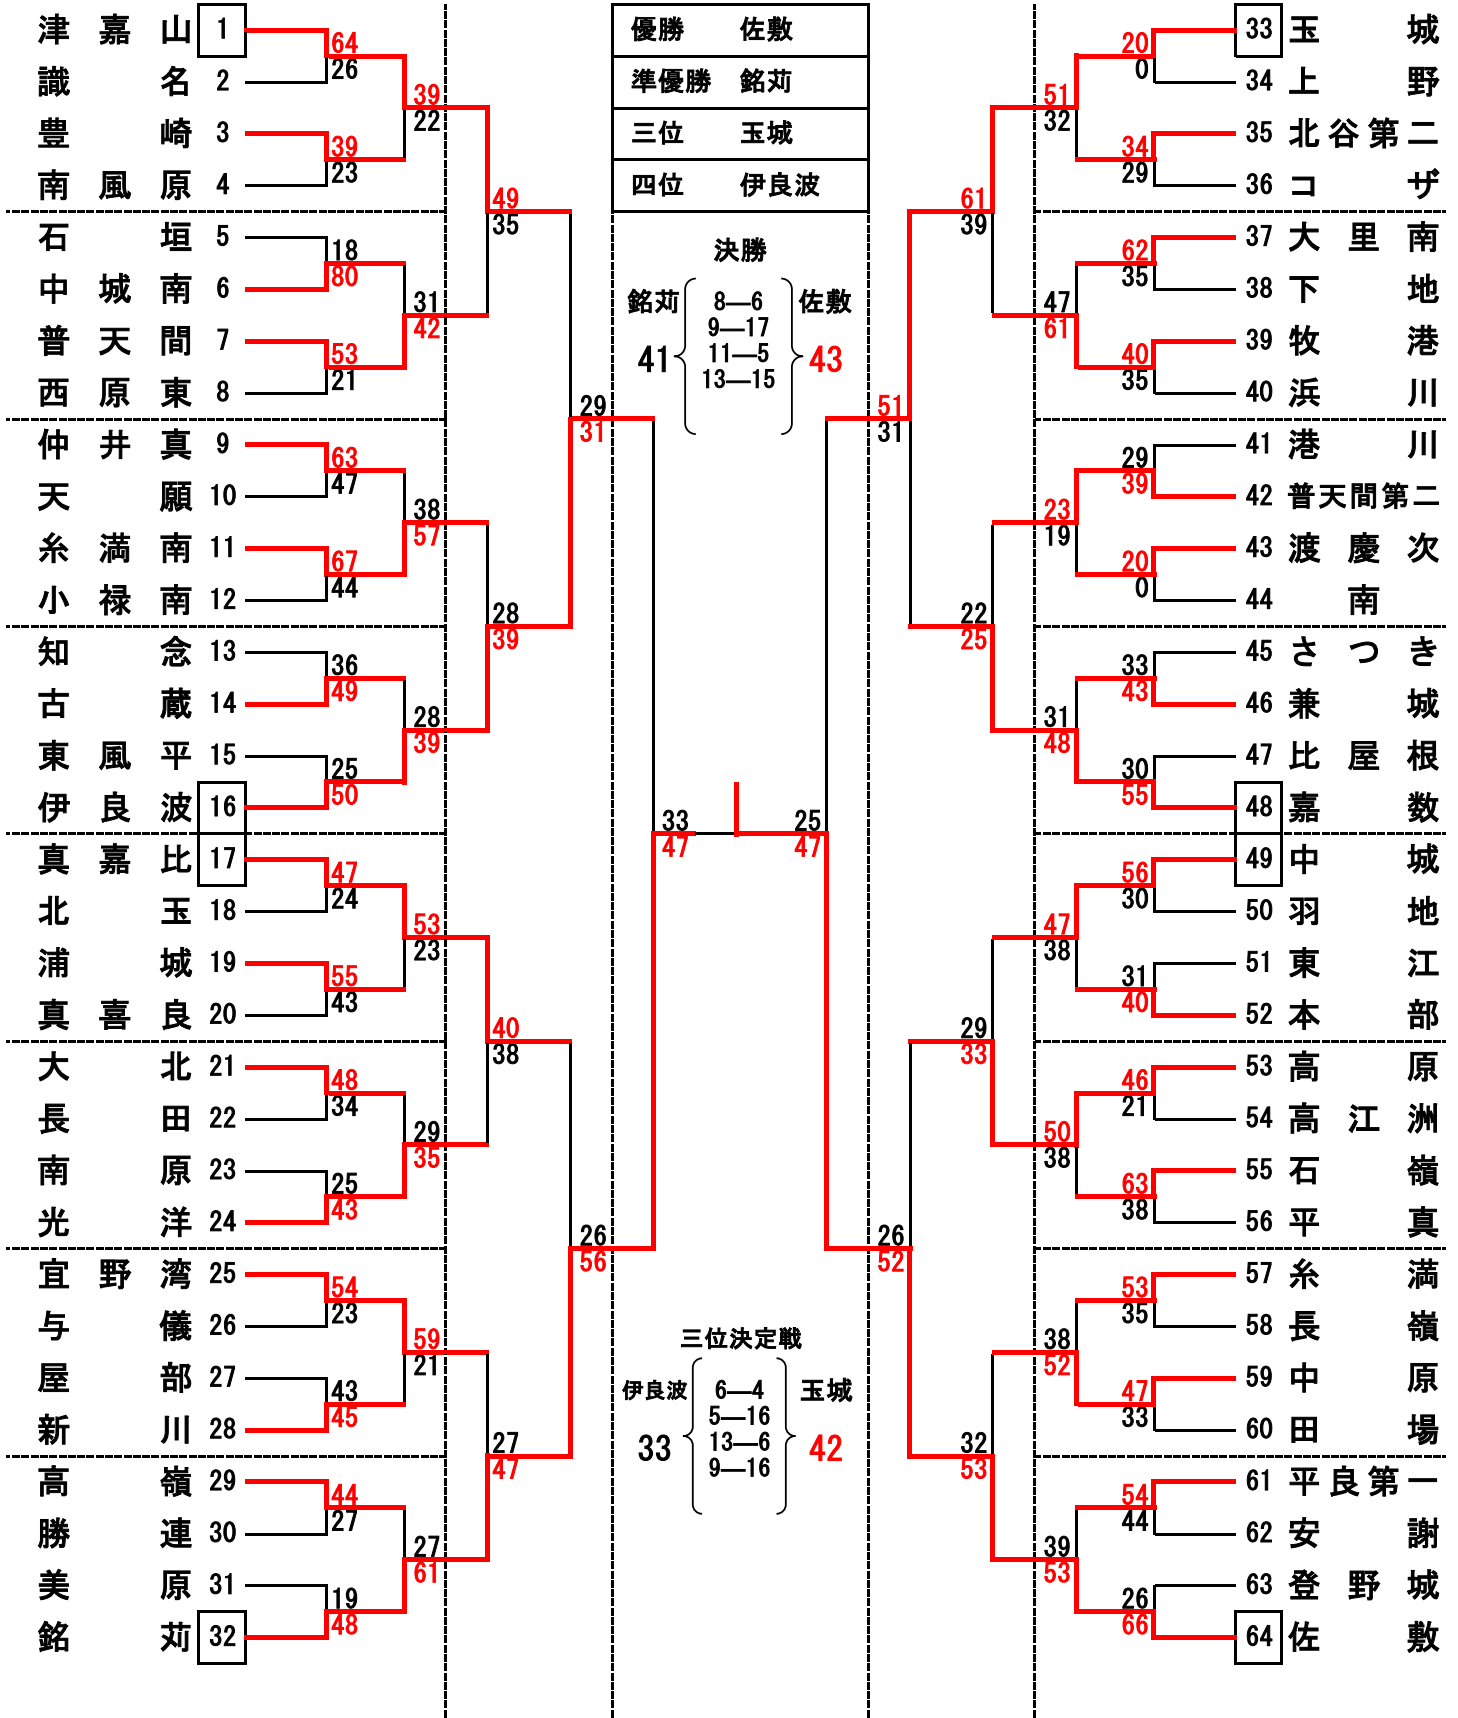 優勝 佐敷
準優勝 銘苅
三位 玉城
四位 伊良波
津嘉山 1
識名 2
豊崎 3
南風原 4
石垣 5
中城南 6
普天間 7
西原東 8
仲井真 9
天願 10
糸満南 11
小禄南 12
知念 13
古蔵 14
東風平 15
伊良波 16
真嘉比 17
北玉 18
浦城 19
真喜良 20
大北 21
長田 22
南原 23
光洋 24
宜野湾 25
与儀 26
屋部 27
新川 28
高嶺 29
勝連 30
美原 31
銘苅 32
64
26
39
23
18
80
53
21
63
47
67
44
36
49
25
50
47
24
55
43
48
34
25
43
54
23
43
45
44
27
19
48
39
22
31
42
38
57
28
39
53
23
29
35
59
21
27
61
49
35
28
39
40
38
27
47
29
31
26
56
33
47
決勝
銘苅 佐敷
8―6
9―17
11―5
13―15
41 43
三位決定戦
伊良波 玉城
6―4
5―16
13―6
9―16
33 42
25
47
51
31
26
52
61
39
22
25
29
33
32
53
51
32
47
61
23
19
31
48
47
38
50
38
38
52
39
53
20
0
34
29
62
35
40
35
29
39
20
0
33
43
30
55
56
30
31
40
46
21
63
38
53
35
47
33
54
44
26
66
33 玉城
34 上野
35 北谷第二
36 コザ
37 大里南
38 下地
39 牧港
40 浜川
41 港川
42 普天間第二
43 渡慶次
44 南
45 さつき
46 兼城
47 比屋根
48 嘉数
49 中城
50 羽地
51 東江
52 本部
53 高原
54 高江洲
55 石嶺
56 平真
57 糸満
58 長嶺
59 中原
60 田場
61 平良第一
62 安謝
63 登野城
64 佐敷